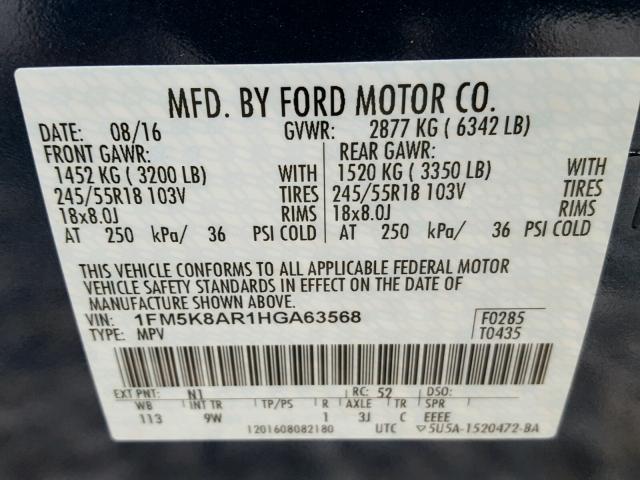 MFD. BY FORD MOTOR CO.
DATE: 08/16 GVWR: 2877 KG ( 6342 LB)
FRONT GAWR: REAR GAWR:
1452 KG ( 3200 LB) WITH 1520 KG ( 3350 LB) WITH
245/55R18 103V TIRES 245/55R18 103V TIRES
18x8.0J RIMS 18x8.0J RIMS
AT 250 kPa/ 36 PSI COLD AT 250 kPa/ 36 PSI COLD
THIS VEHICLE CONFORMS TO ALL APPLICABLE FEDERAL MOTOR
VEHICLE SAFETY STANDARDS IN EFFECT ON THE DATE OF
MANUFACTURE SHOWN ABOVE.
VIN: 1FM5K8AR1HGA63568 F0285
TYPE: MPV T0435
EXT PNT: N1 RC: 52 DSO:
WB INT TR TP/PS R AXLE TR SPR
113 9W 1 3J C EEEE
1201608082180 UTC ▽5U5A-1520472-BA